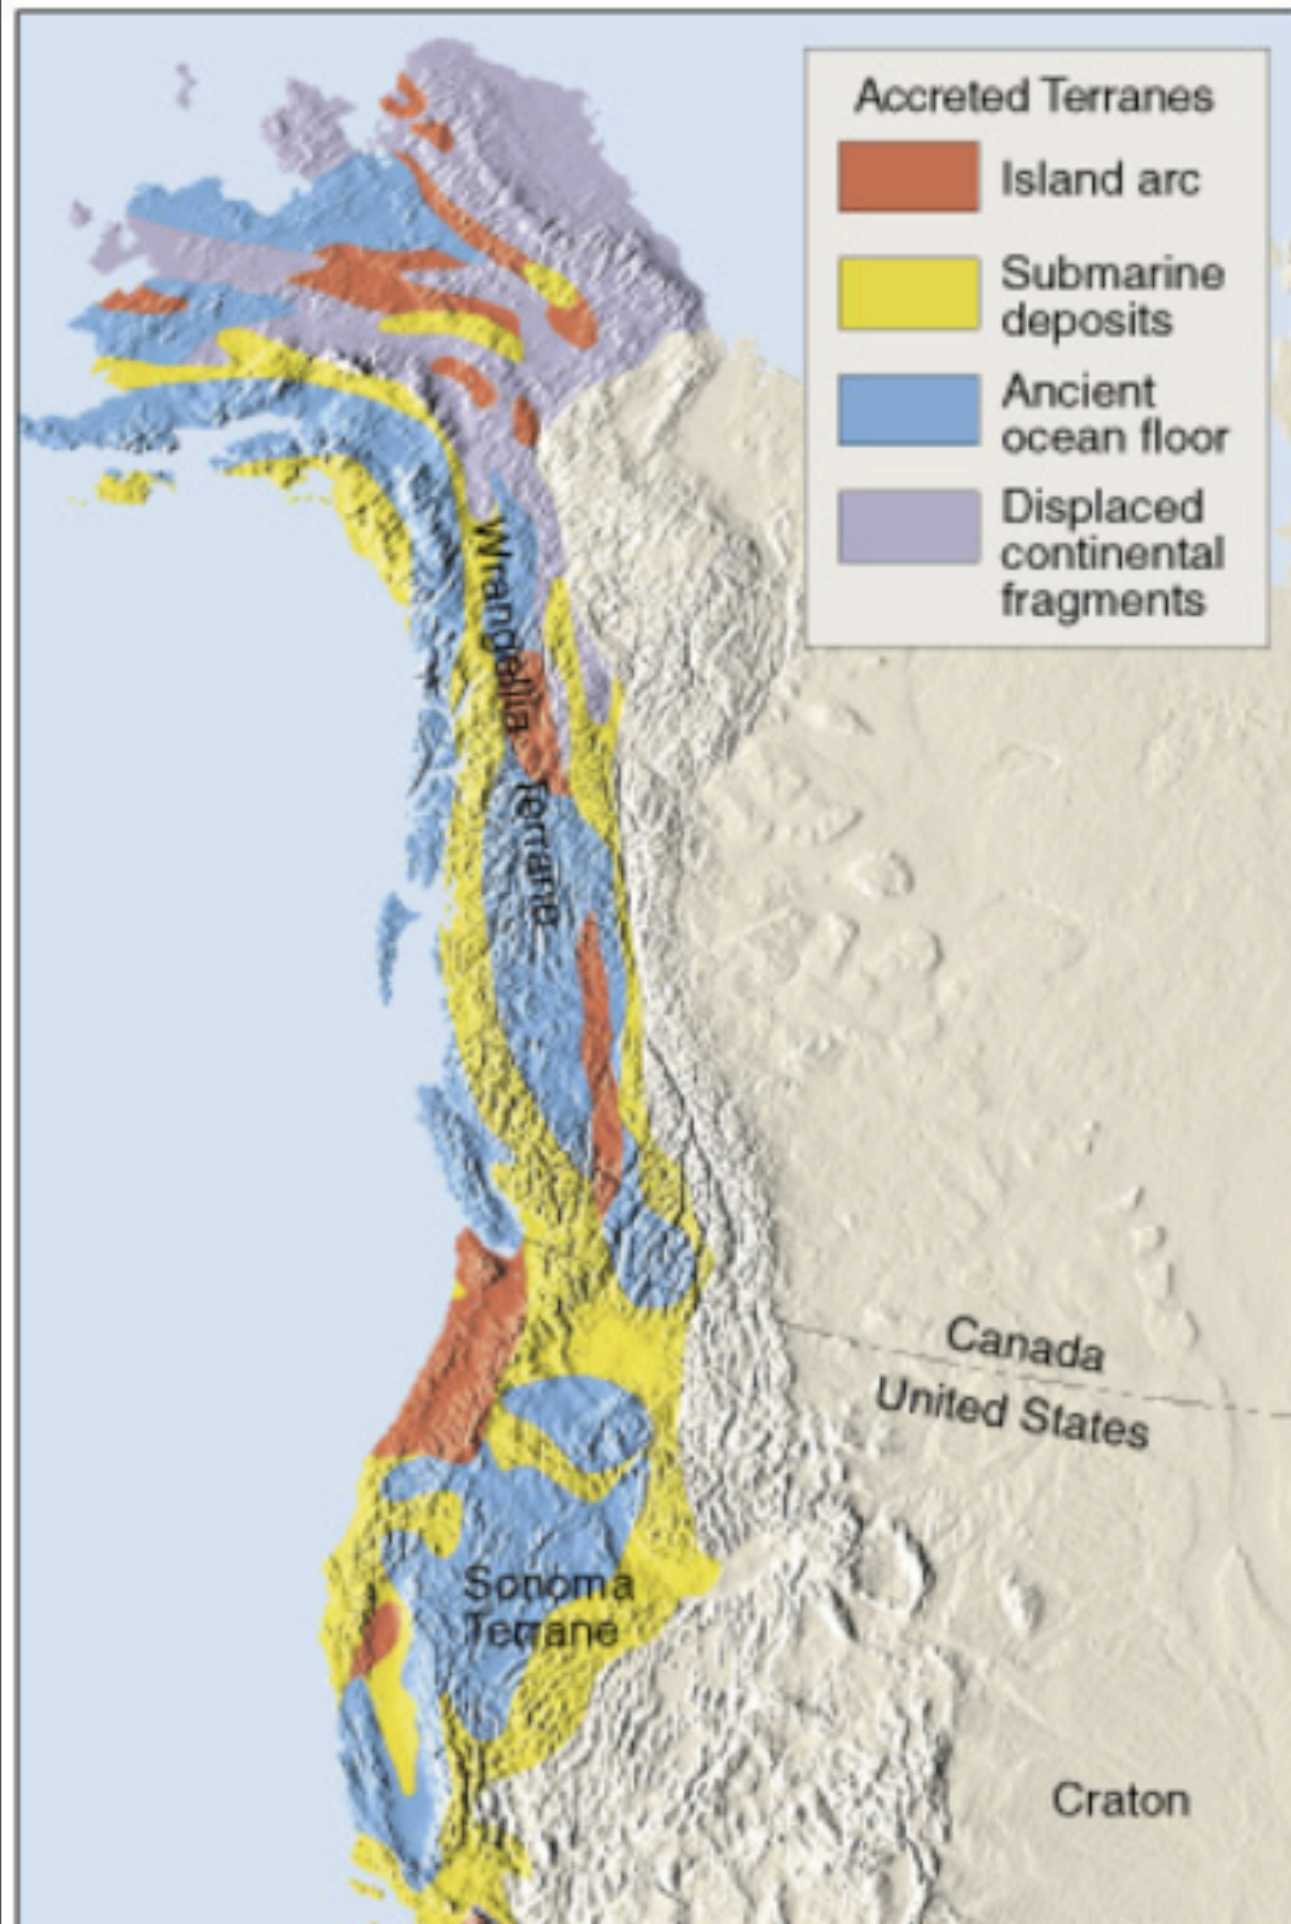 Accreted Terranes
Island arc
Submarine
deposits
Ancient
ocean floor
Displaced
continental
fragments
Wrangellia Terrane
Canada
United States
Sonoma
Terrane
Craton